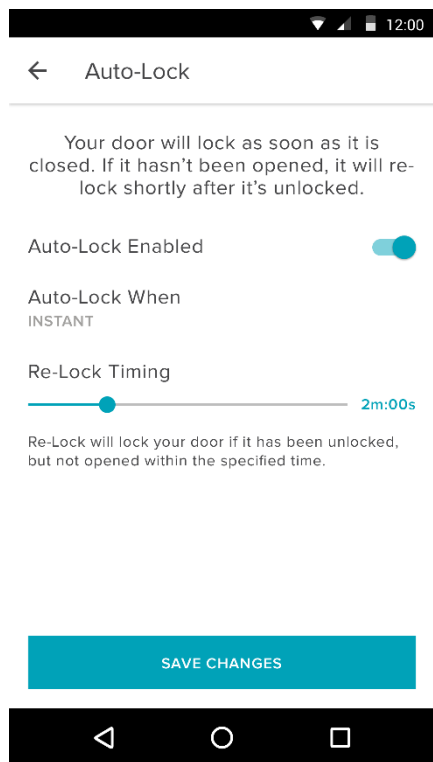 12:00
Auto-Lock
Your door will lock as soon as it is
closed. If it hasn’t been opened, it will re-
lock shortly after it’s unlocked.
Auto-Lock Enabled
Auto-Lock When
INSTANT
Re-Lock Timing
2m:00s
Re-Lock will lock your door if it has been unlocked,
but not opened within the specified time.
SAVE CHANGES